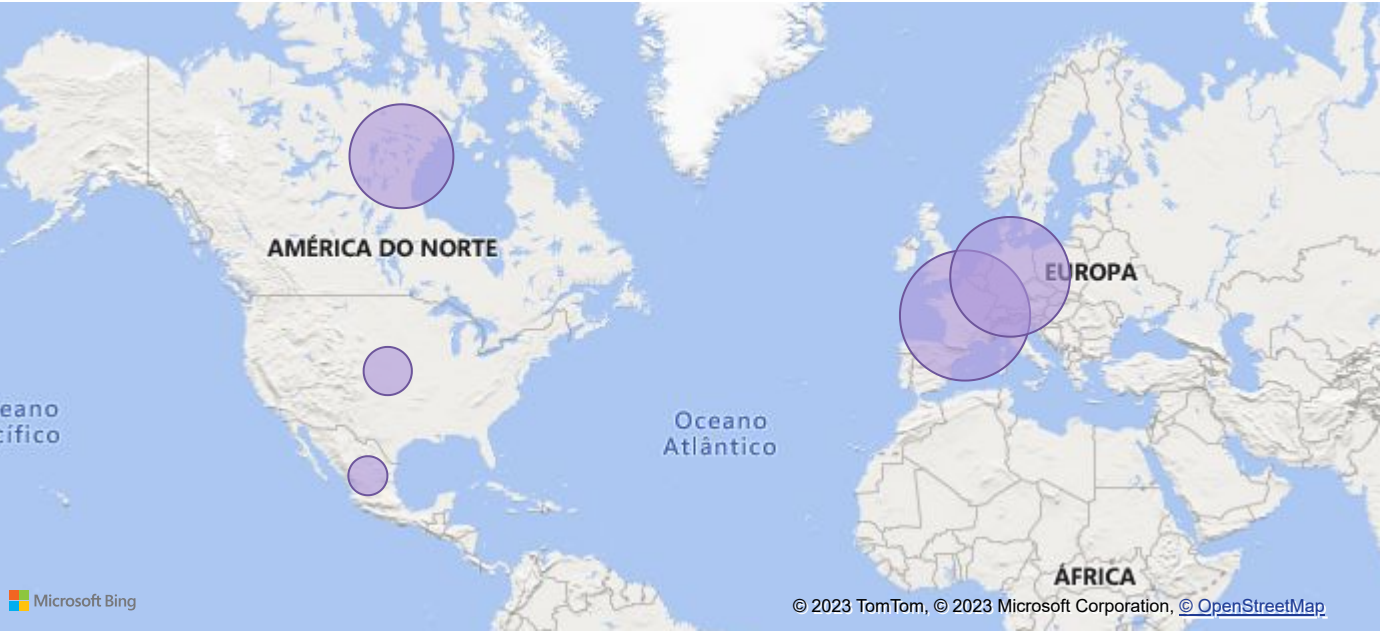 AMÉRICA DO NORTE
EUROPA
eano
cífico
Oceano
Atlântico
ÁFRICA
Microsoft Bing
© 2023 TomTom, © 2023 Microsoft Corporation, © OpenStreetMap